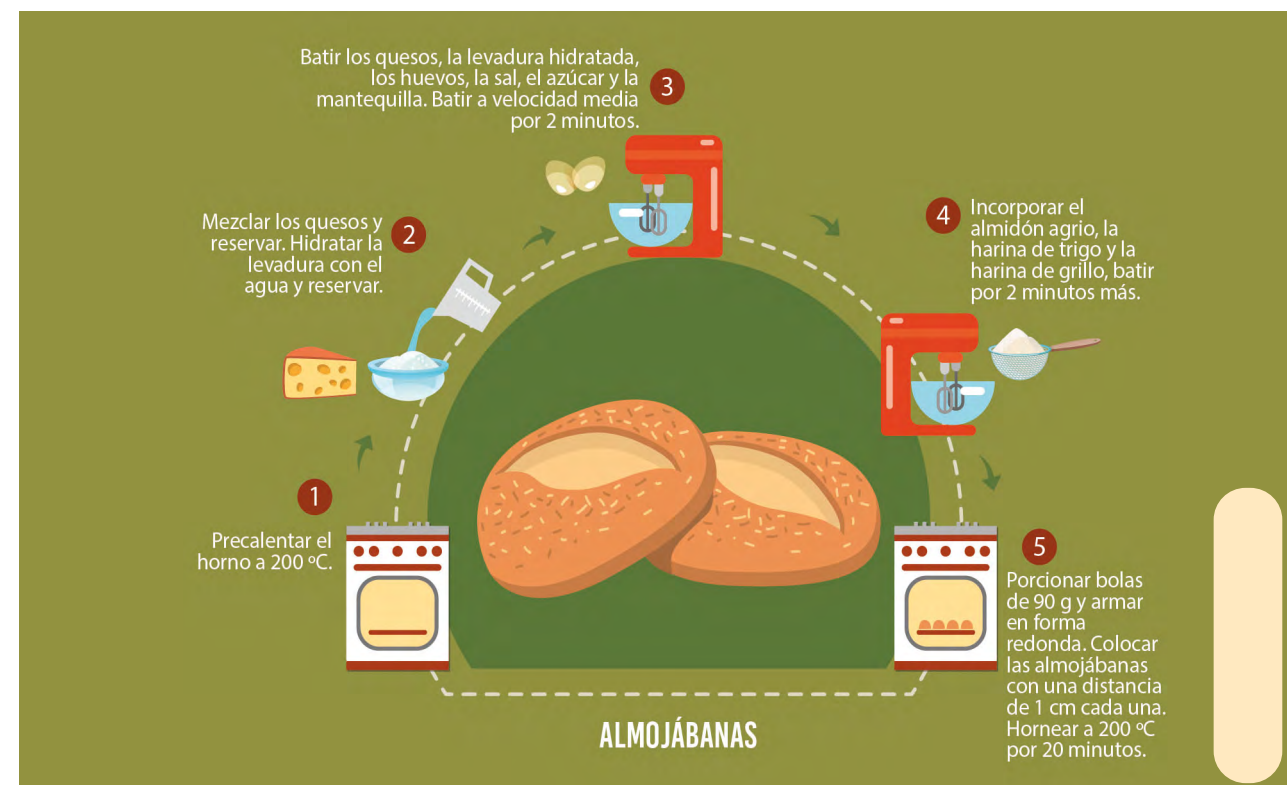 1
Precalentar el
horno a 200 ºC.
2
Mezclar los quesos y
reservar. Hidratar la
levadura con el
agua y reservar.
3
Batir los quesos, la levadura hidratada,
los huevos, la sal, el azúcar y la
mantequilla. Batir a velocidad media
por 2 minutos.
4
Incorporar el
almidón agrio, la
harina de trigo y la
harina de grillo, batir
por 2 minutos más.
5
Porcionar bolas
de 90 g y armar
en forma
redonda. Colocar
las almojábanas
con una distancia
de 1 cm cada una.
Hornear a 200 ºC
por 20 minutos.
ALMOJÁBANAS